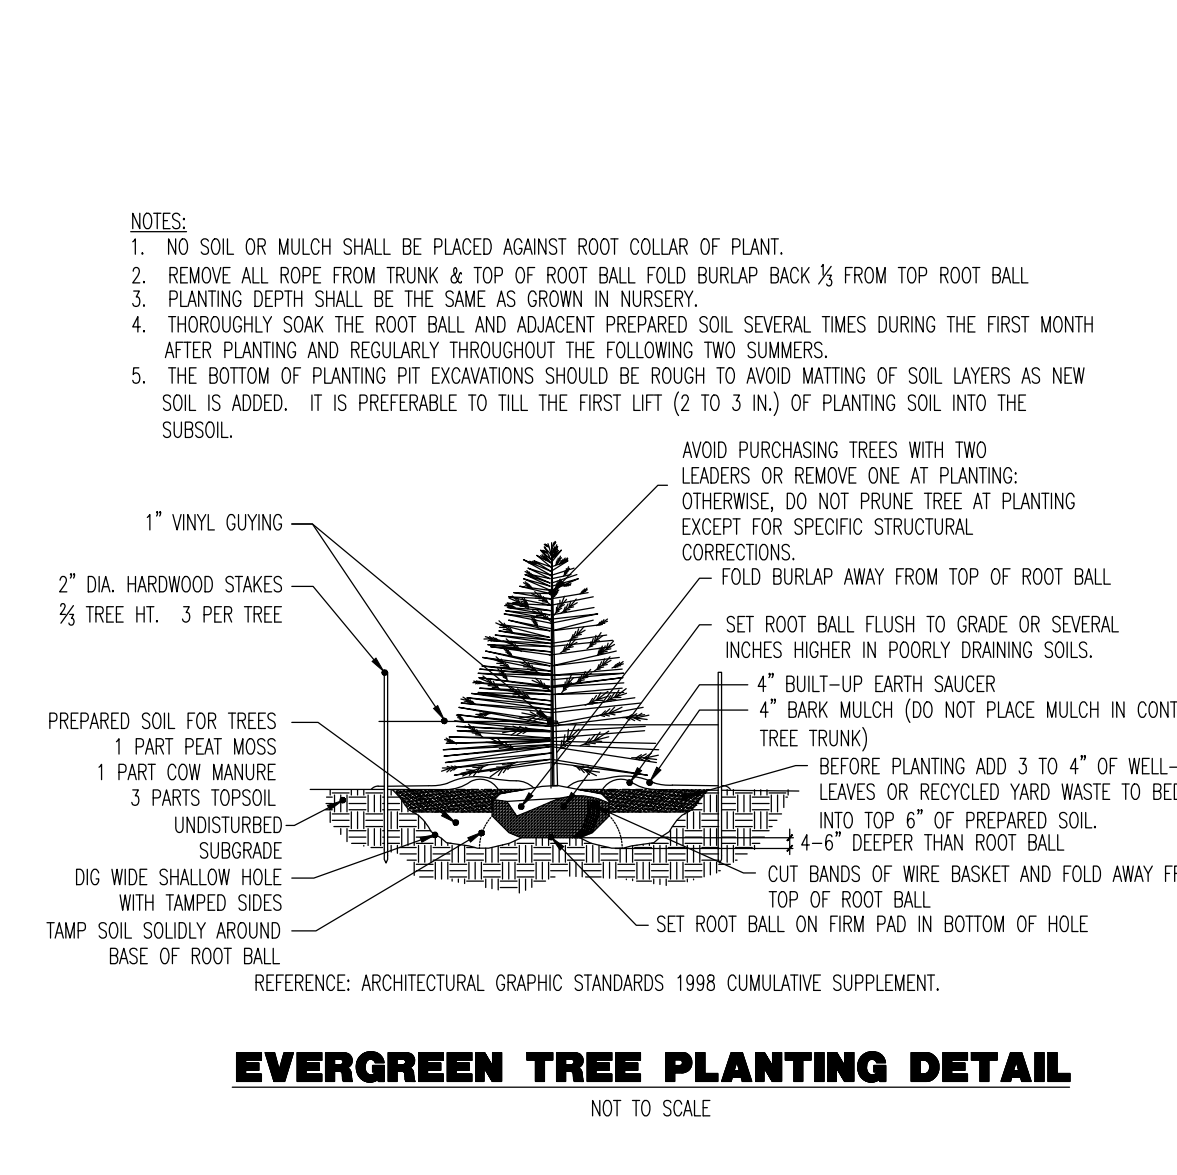 NOTES:
1. NO SOIL OR MULCH SHALL BE PLACED AGAINST ROOT COLLAR OF PLANT.
2. REMOVE ALL ROPE FROM TRUNK & TOP OF ROOT BALL FOLD BURLAP BACK ⅓ FROM TOP ROOT BALL
3. PLANTING DEPTH SHALL BE THE SAME AS GROWN IN NURSERY.
4. THOROUGHLY SOAK THE ROOT BALL AND ADJACENT PREPARED SOIL SEVERAL TIMES DURING THE FIRST MONTH
AFTER PLANTING AND REGULARLY THROUGHOUT THE FOLLOWING TWO SUMMERS.
5. THE BOTTOM OF PLANTING PIT EXCAVATIONS SHOULD BE ROUGH TO AVOID MATTING OF SOIL LAYERS AS NEW
SOIL IS ADDED. IT IS PREFERABLE TO TILL THE FIRST LIFT (2 TO 3 IN.) OF PLANTING SOIL INTO THE
SUBSOIL.
AVOID PURCHASING TREES WITH TWO
LEADERS OR REMOVE ONE AT PLANTING:
OTHERWISE, DO NOT PRUNE TREE AT PLANTING
EXCEPT FOR SPECIFIC STRUCTURAL
CORRECTIONS.
1” VINYL GUYING
2” DIA. HARDWOOD STAKES
⅔ TREE HT. 3 PER TREE
FOLD BURLAP AWAY FROM TOP OF ROOT BALL
SET ROOT BALL FLUSH TO GRADE OR SEVERAL
INCHES HIGHER IN POORLY DRAINING SOILS.
4” BUILT-UP EARTH SAUCER
4” BARK MULCH (DO NOT PLACE MULCH IN CONT
TREE TRUNK)
PREPARED SOIL FOR TREES
1 PART PEAT MOSS
1 PART COW MANURE
3 PARTS TOPSOIL
BEFORE PLANTING ADD 3 TO 4” OF WELL-
LEAVES OR RECYCLED YARD WASTE TO BED
INTO TOP 6” OF PREPARED SOIL.
UNDISTURBED
SUBGRADE
4-6” DEEPER THAN ROOT BALL
DIG WIDE SHALLOW HOLE
WITH TAMPED SIDES
CUT BANDS OF WIRE BASKET AND FOLD AWAY FR
TOP OF ROOT BALL
TAMP SOIL SOLIDLY AROUND
BASE OF ROOT BALL
SET ROOT BALL ON FIRM PAD IN BOTTOM OF HOLE
REFERENCE: ARCHITECTURAL GRAPHIC STANDARDS 1998 CUMULATIVE SUPPLEMENT.
EVERGREEN TREE PLANTING DETAIL
NOT TO SCALE